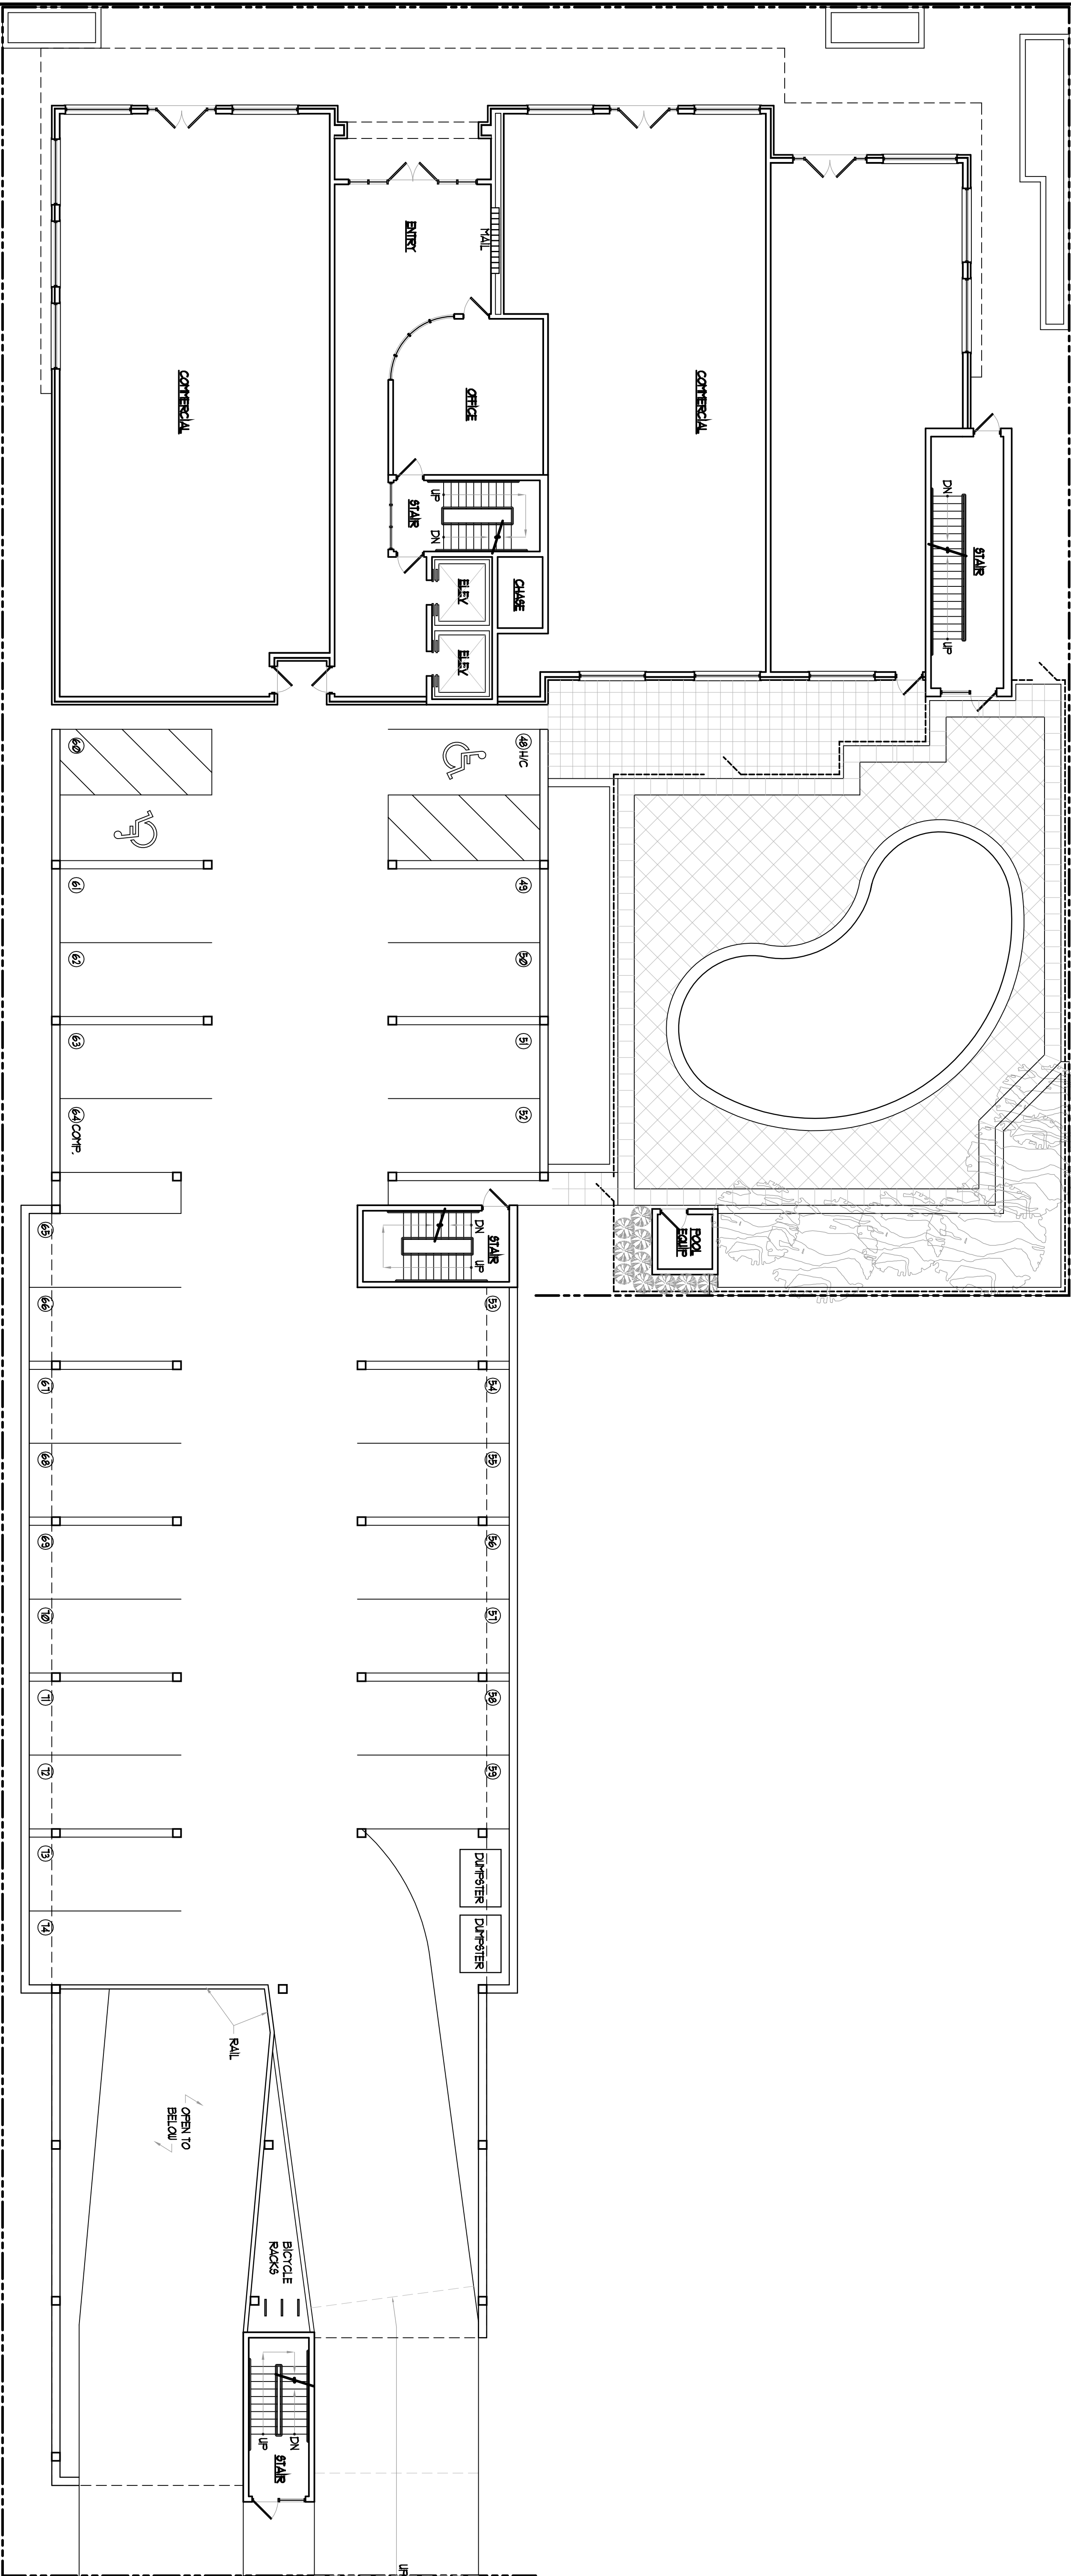 COMMERCIAL
ENTRY
MAIL
OFFICE
COMMERCIAL
UP
DN
STAIR
ELEV
ELEV
CHASE
DN
STAIR
UP
60
48 H/C
61
49
62
50
63
51
64 COMP.
52
65
DN
STAIR
UP
POOL
EQUIP
66
53
67
54
68
55
69
56
70
57
71
58
72
59
73
DUMPSTER
74
DUMPSTER
RAIL
OPEN TO
BELOW
BICYCLE
RACKS
DN
UP
STAIR
UP